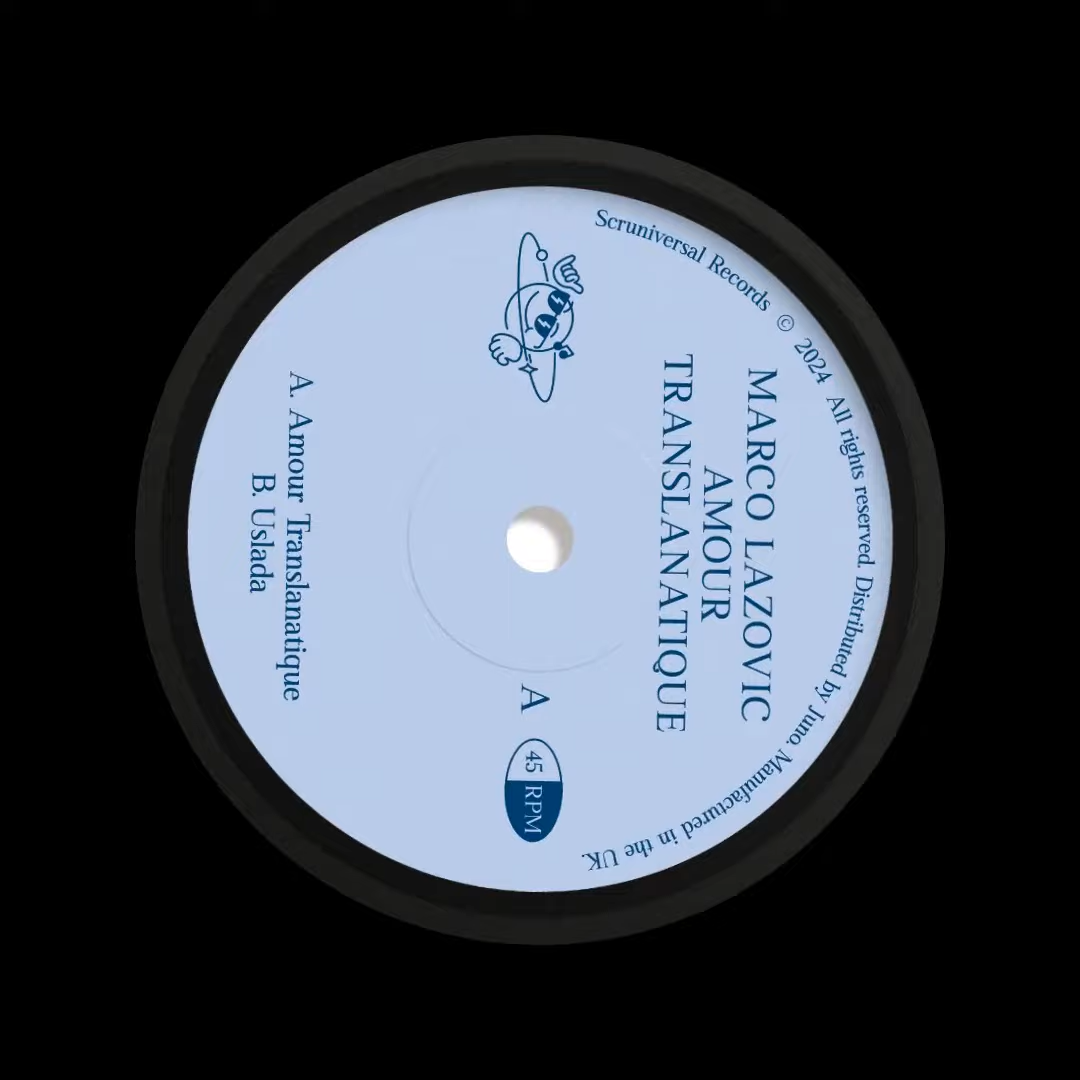 Scruniversal Records © 2024 All rights reserved. Distributed by Juno. Manufactured in the UK.
MARCO LAZOVIC
AMOUR
TRANSLANATIQUE
A
45 RPM
A. Amour Translanatique
B. Uslada